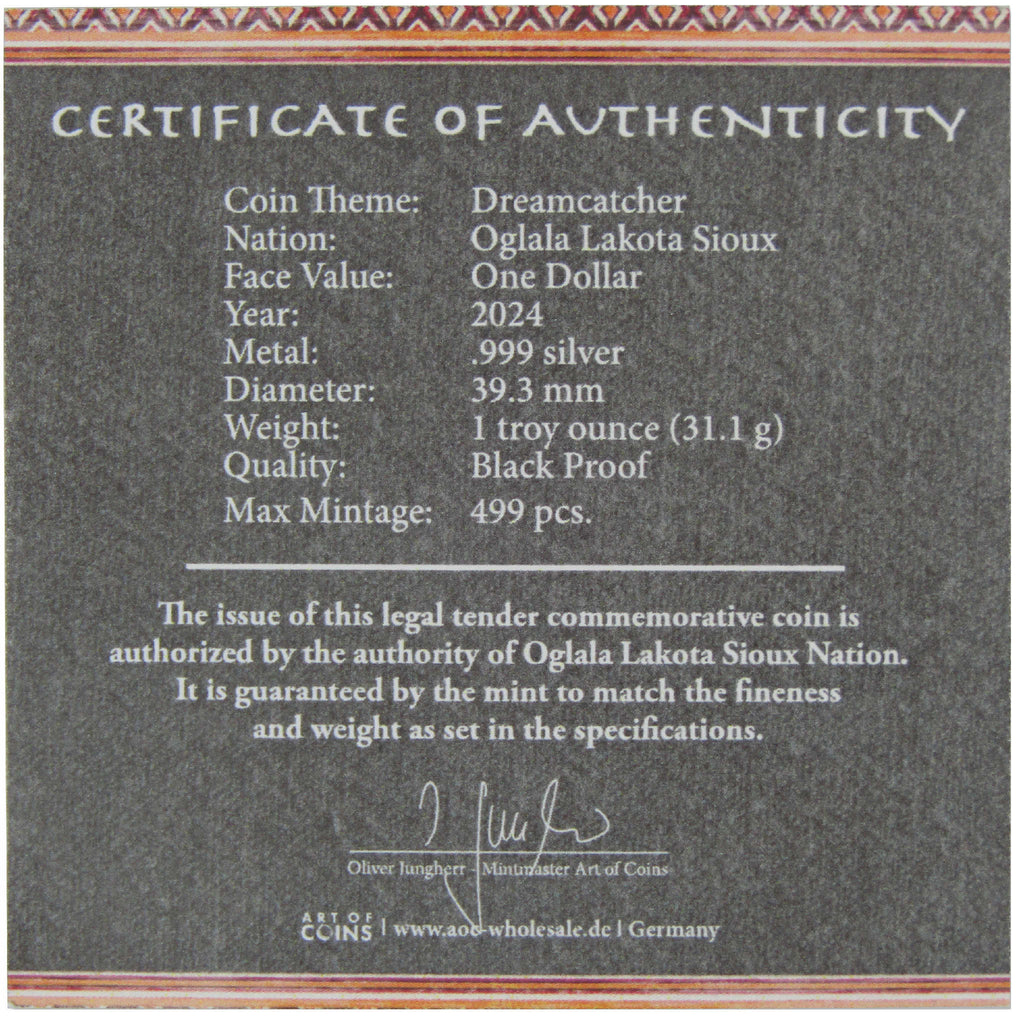 CERTIFICATE OF AUTHENTICITY
Coin Theme: Dreamcatcher
Nation: Oglala Lakota Sioux
Face Value: One Dollar
Year: 2024
Metal: .999 silver
Diameter: 39.3 mm
Weight: 1 troy ounce (31.1 g)
Quality: Black Proof
Max Mintage: 499 pcs.
The issue of this legal tender commemorative coin is
authorized by the authority of Oglala Lakota Sioux Nation.
It is guaranteed by the mint to match the fineness
and weight as set in the specifications.
Oliver Jungherr - Mintmaster Art of Coins
ART OF
COINS | www.aoc-wholesale.de | Germany